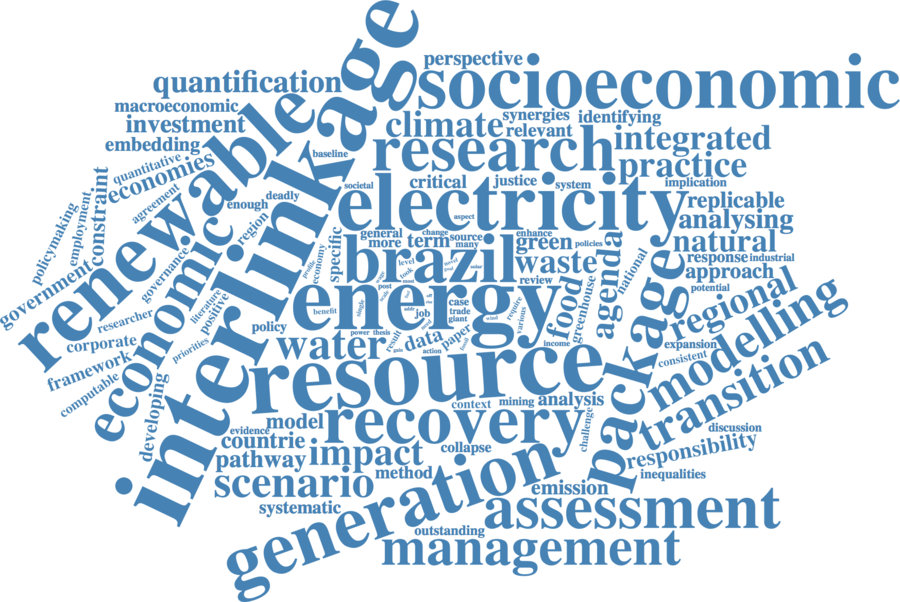 perspective
socioeconomic
quantification
macroeconomic
investment
embedding
quantitative
economies
agreement
renewable
interlinkage
baseline
climate
synergies
identifying
relevant
research
integrated
practice
societal
critical
justice
system
implication
electricity
aspect
replicable
analysing
enough
deadly
region
constraint
employment
policymaking
government
governance
economic
literature
positive
priorities
researcher
corporate
framework
computable
developing
policy
profile
economy
specific
general
change
source
enhance
more
term
many
green
policies
brazil
waste
agenda
national
natural
response
industrial
approach
potential
level
took
novel
post
review
energy
benefit
job
case
trade
giant
require
various
food
greenhouse
package
regional
modelling
expansion
consistent
transition
power
thesis
result
data
paper
action
income
water
resource
context
mining
analysis
challenge
model
evidence
countrie
recovery
collapse
pathway
impact
method
scenario
systematic
generation
emission
outstanding
assessment
management
discussion
responsibility
inequalities